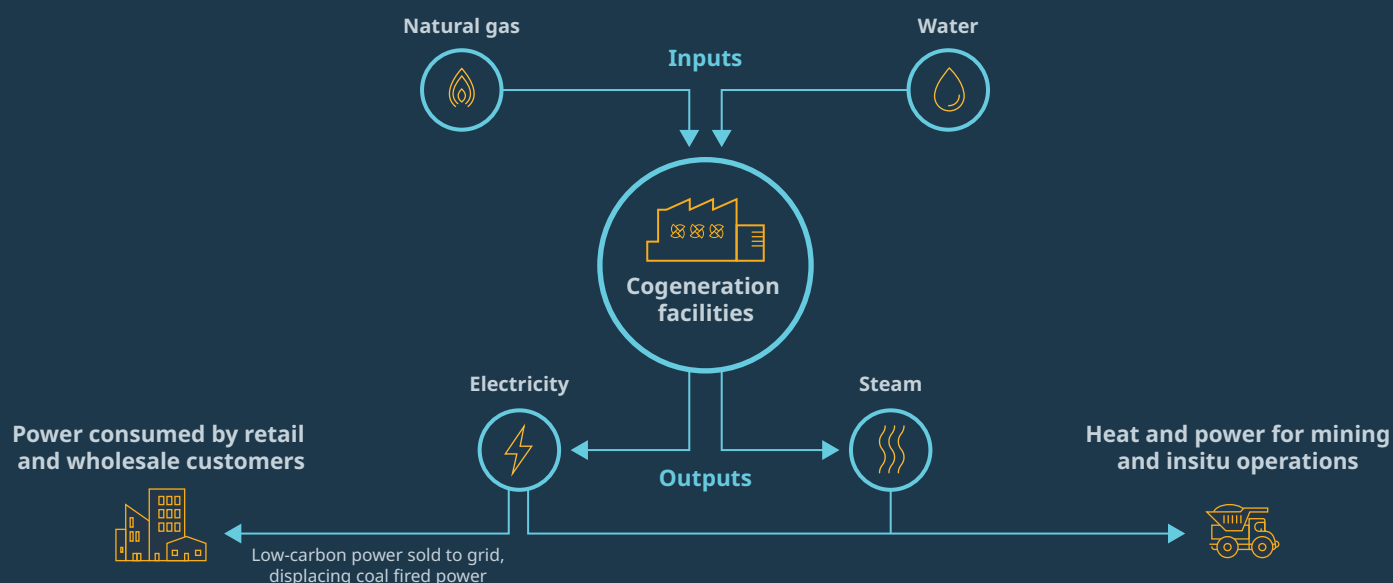 Natural gas
Water
Inputs
Cogeneration
facilities
Electricity
Steam
Power consumed by retail
and wholesale customers
Heat and power for mining
and insitu operations
Outputs
Low-carbon power sold to grid,
displacing coal fired power